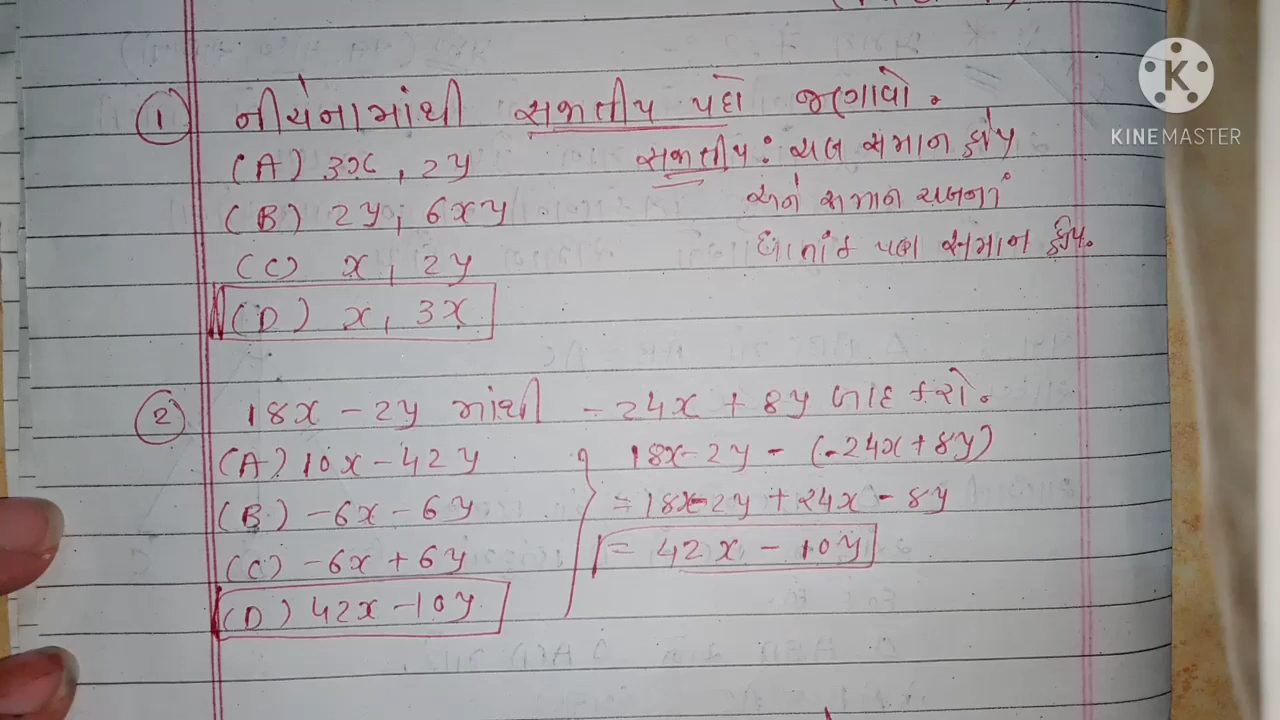 ① નીચેનામાંથી સજાતીય પદો જણાવો.
(A) 3x, 2y
સજાતીય : ચલ સમાન હોય
(B) 2y, 6xy
અને સમાન ચલનાં
(C) x, 2y
ઘાતાંક પણ સમાન હોય.
(D) x, 3x
② 18x - 2y માંથી - 24x + 8y બાદ કરો.
(A) 10x - 42y
18x - 2y - (-24x + 8y)
(B) -6x - 6y
= 18x - 2y + 24x - 8y
(C) -6x + 6y
= 42x - 10y
(D) 42x - 10y
K
KINEMASTER